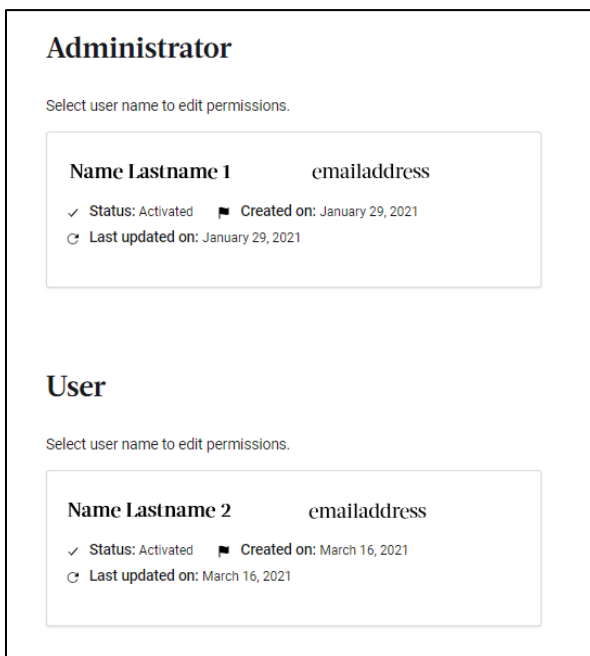 Administrator
Select user name to edit permissions.
Name Lastname 1 emailaddress
Status: Activated Created on: January 29, 2021
Last updated on: January 29, 2021
User
Select user name to edit permissions.
Name Lastname 2 emailaddress
Status: Activated Created on: March 16, 2021
Last updated on: March 16, 2021